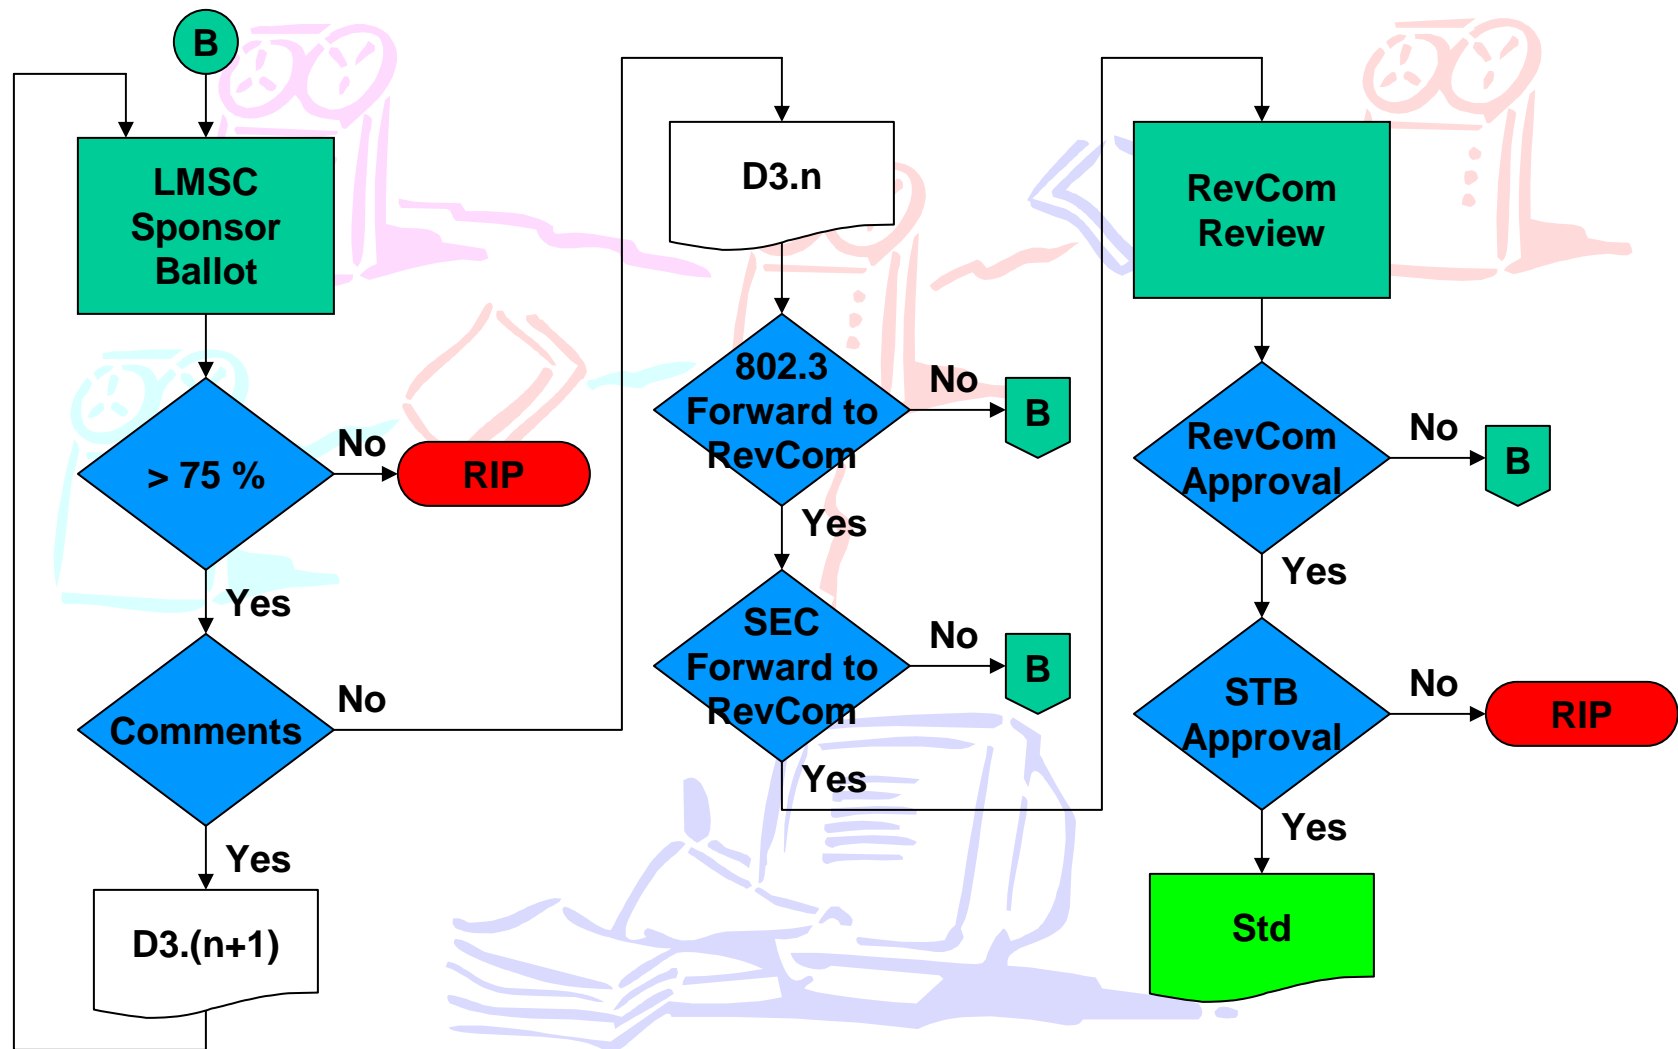 B
LMSC
Sponsor
Ballot
> 75 %
No
RIP
Yes
Comments
No
Yes
D3.(n+1)
D3.n
802.3
Forward to
RevCom
No
B
Yes
SEC
Forward to
RevCom
No
B
Yes
RevCom
Review
RevCom
Approval
No
B
Yes
STB
Approval
No
RIP
Yes
Std